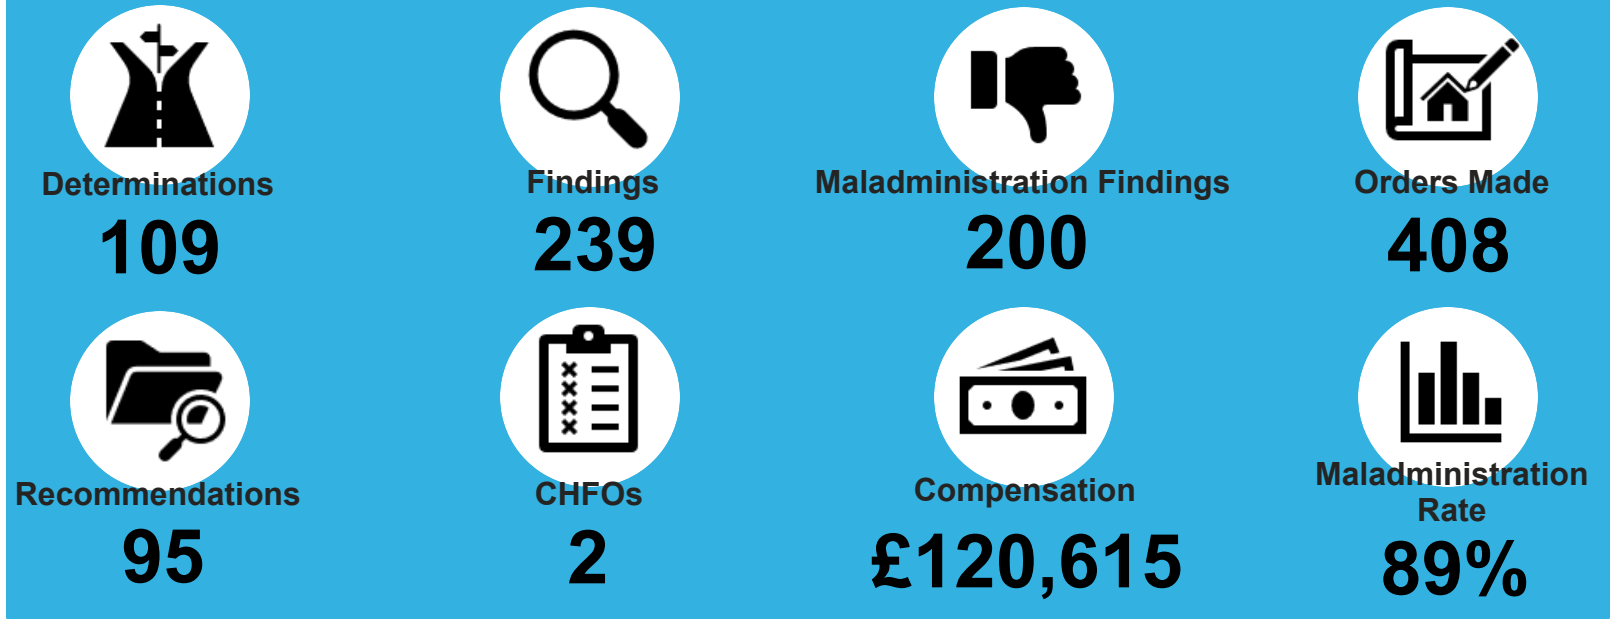 Determinations
109
Findings
239
Maladministration Findings
200
Orders Made
408
Recommendations
95
CHFOs
2
Compensation
£120,615
Maladministration
Rate
89%